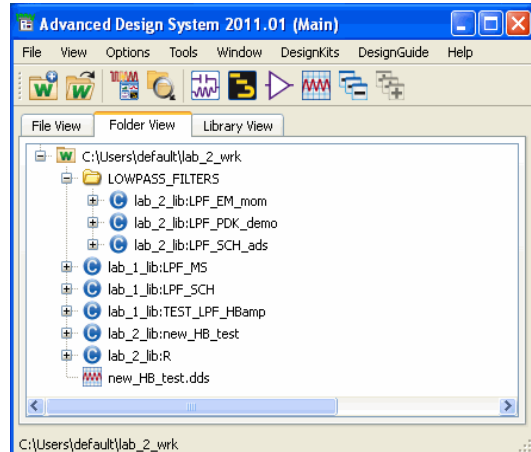 Advanced Design System 2011.01 (Main)
File View Options Tools Window DesignKits DesignGuide Help
File View Folder View Library View
C:\Users\default\lab_2_wrk
LOWPASS_FILTERS
lab_2_lib:LPF_EM_mom
lab_2_lib:LPF_PDK_demo
lab_2_lib:LPF_SCH_ads
lab_1_lib:LPF_MS
lab_1_lib:LPF_SCH
lab_1_lib:TEST_LPF_HBamp
lab_2_lib:new_HB_test
lab_2_lib:R
new_HB_test.dds
C:\Users\default\lab_2_wrk